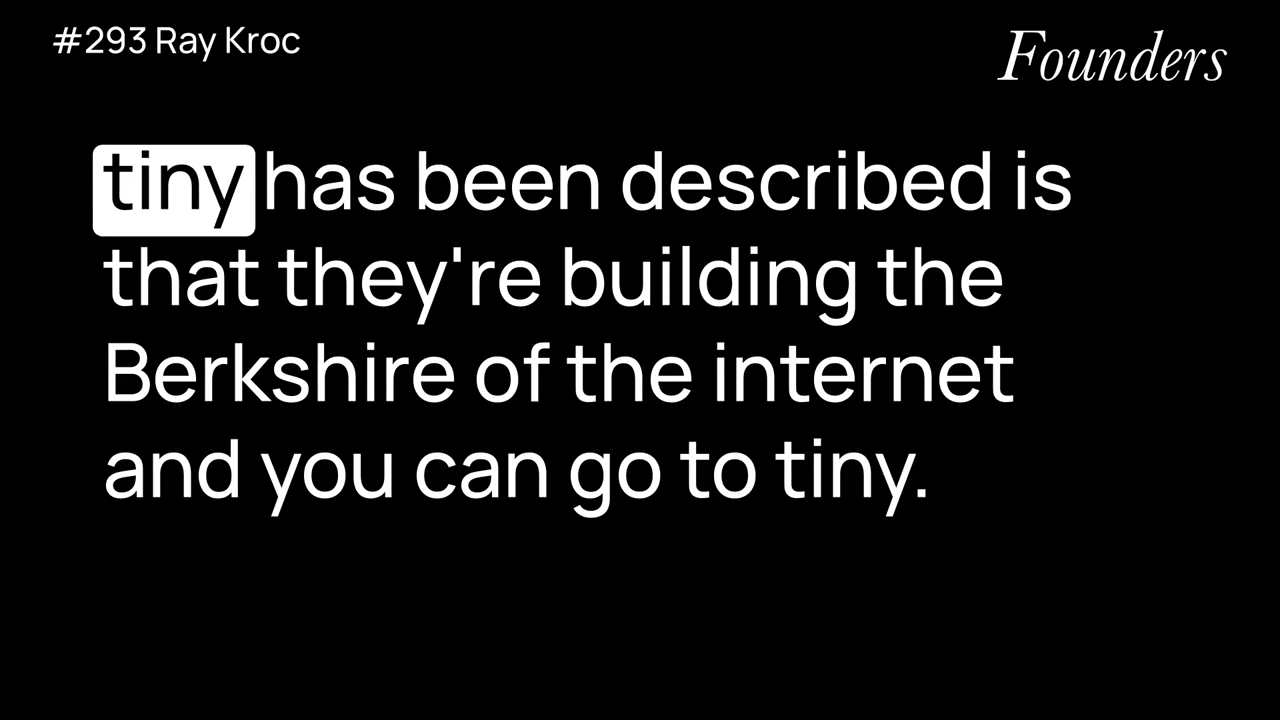 #293 Ray Kroc
Founders
tiny has been described is
that they're building the
Berkshire of the internet
and you can go to tiny.